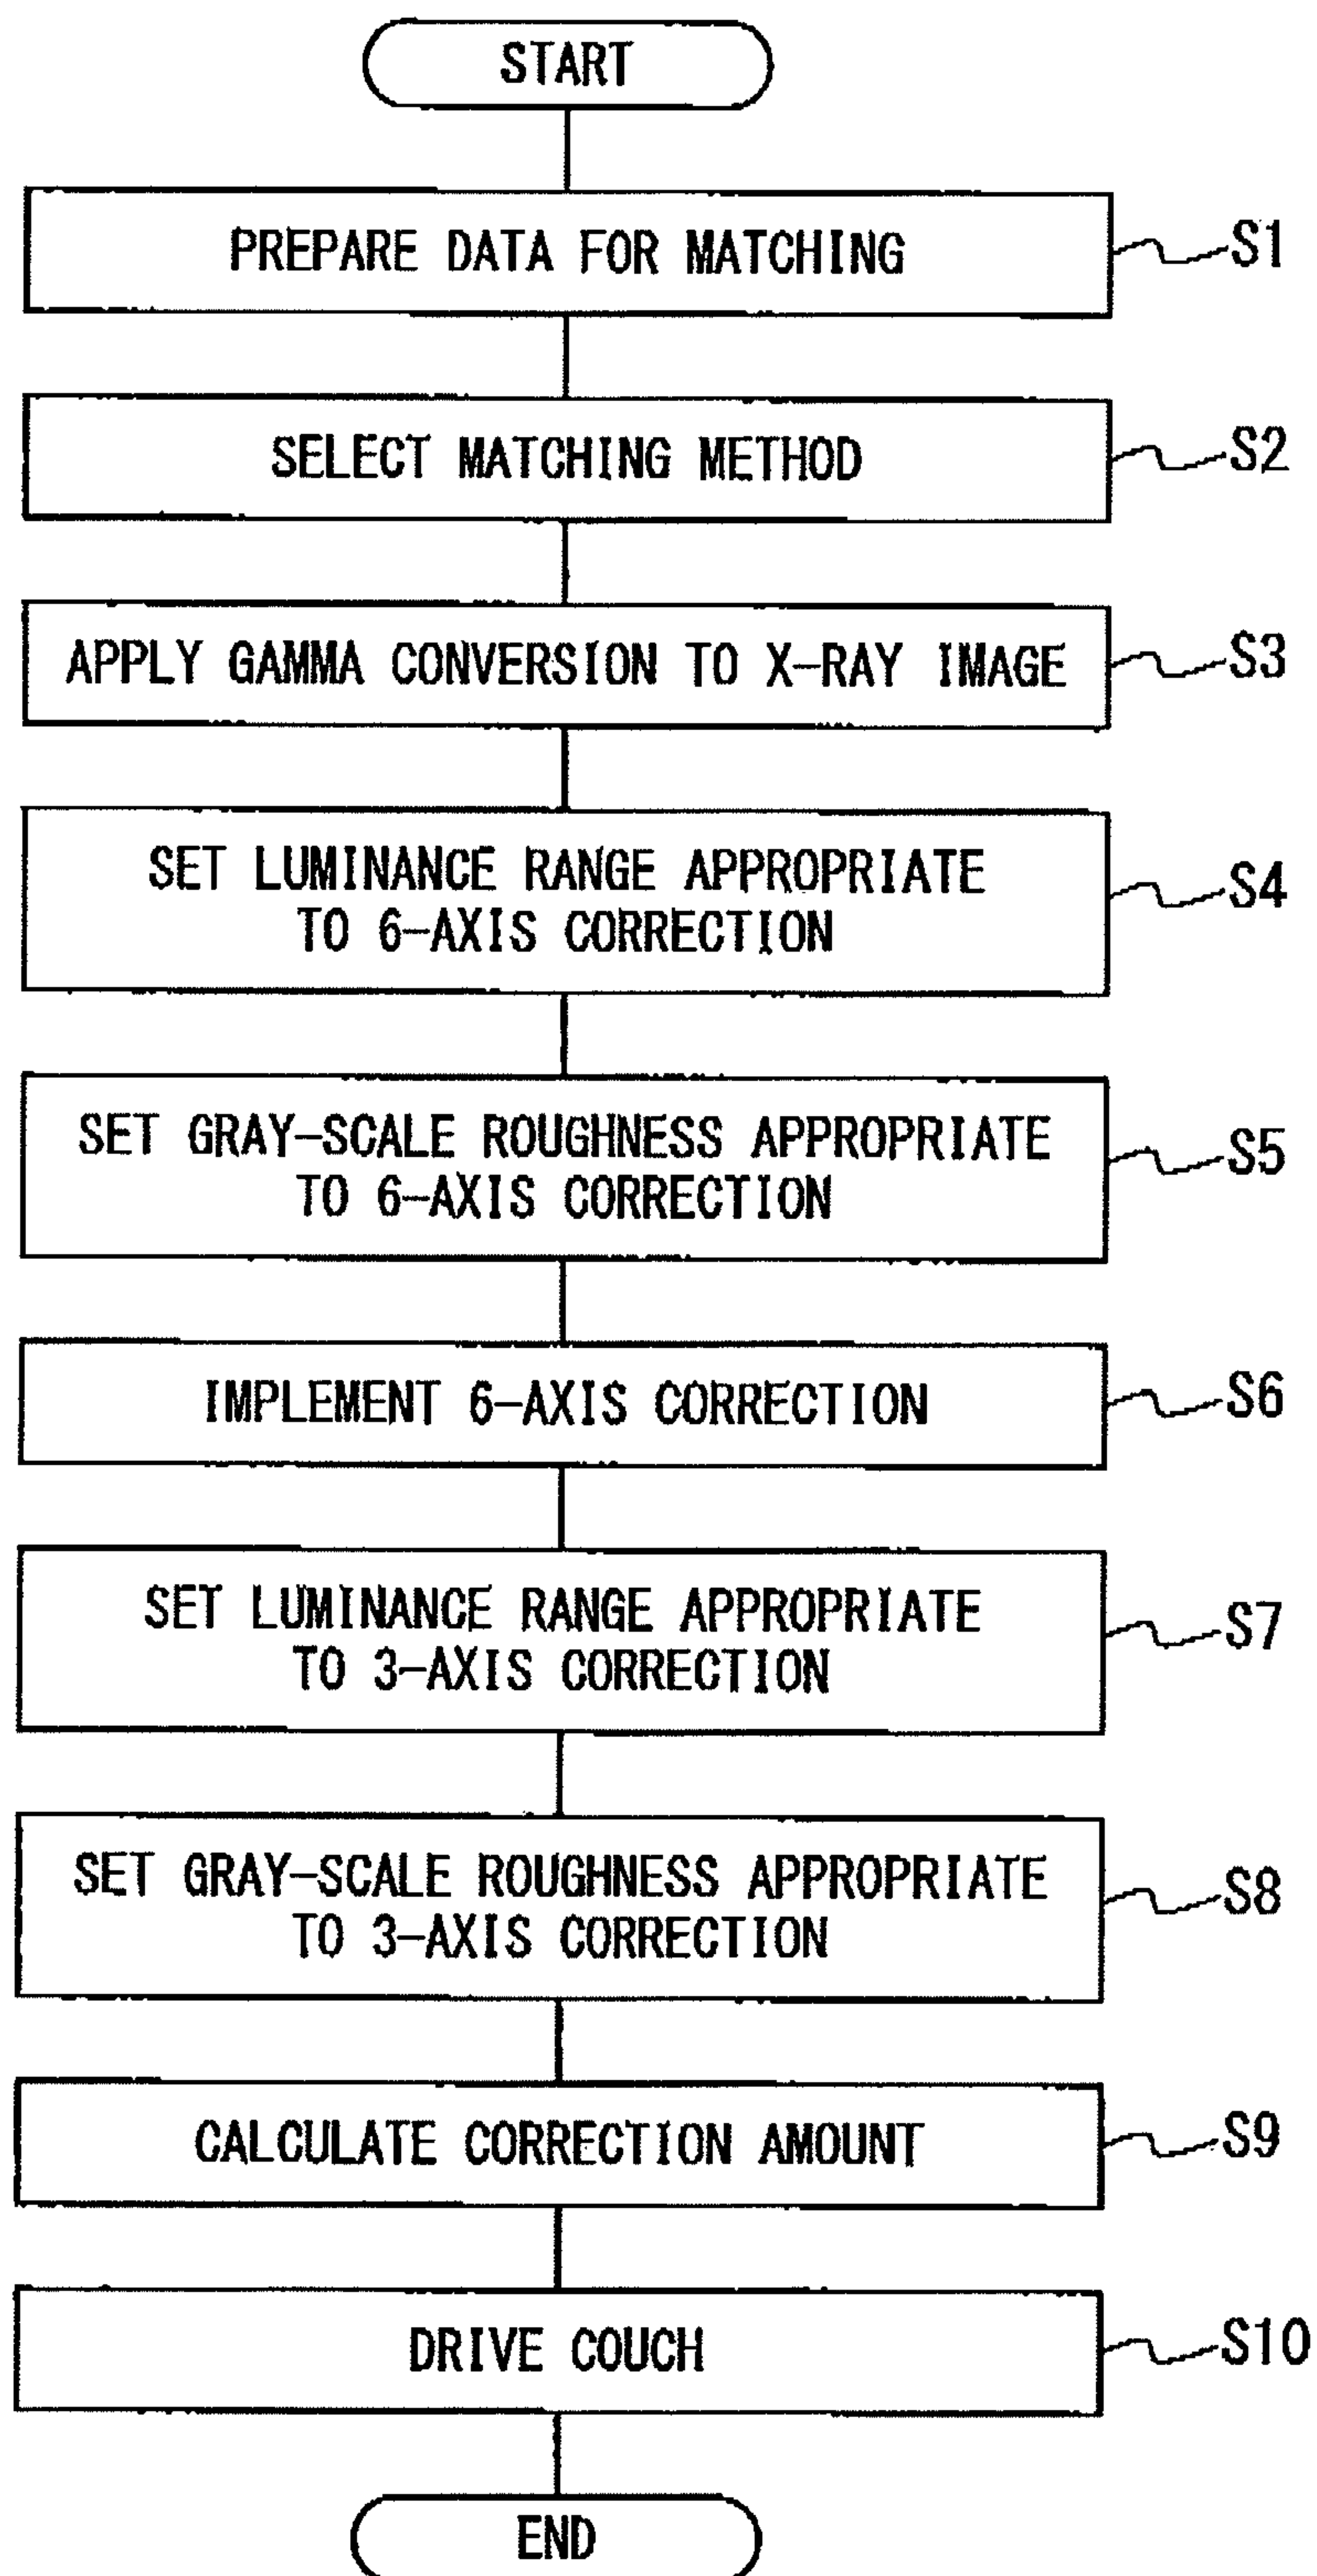 START
PREPARE DATA FOR MATCHING
S1
SELECT MATCHING METHOD
S2
APPLY GAMMA CONVERSION TO X-RAY IMAGE
S3
SET LUMINANCE RANGE APPROPRIATE
TO 6-AXIS CORRECTION
S4
SET GRAY-SCALE ROUGHNESS APPROPRIATE
TO 6-AXIS CORRECTION
S5
IMPLEMENT 6-AXIS CORRECTION
S6
SET LUMINANCE RANGE APPROPRIATE
TO 3-AXIS CORRECTION
S7
SET GRAY-SCALE ROUGHNESS APPROPRIATE
TO 3-AXIS CORRECTION
S8
CALCULATE CORRECTION AMOUNT
S9
DRIVE COUCH
S10
END